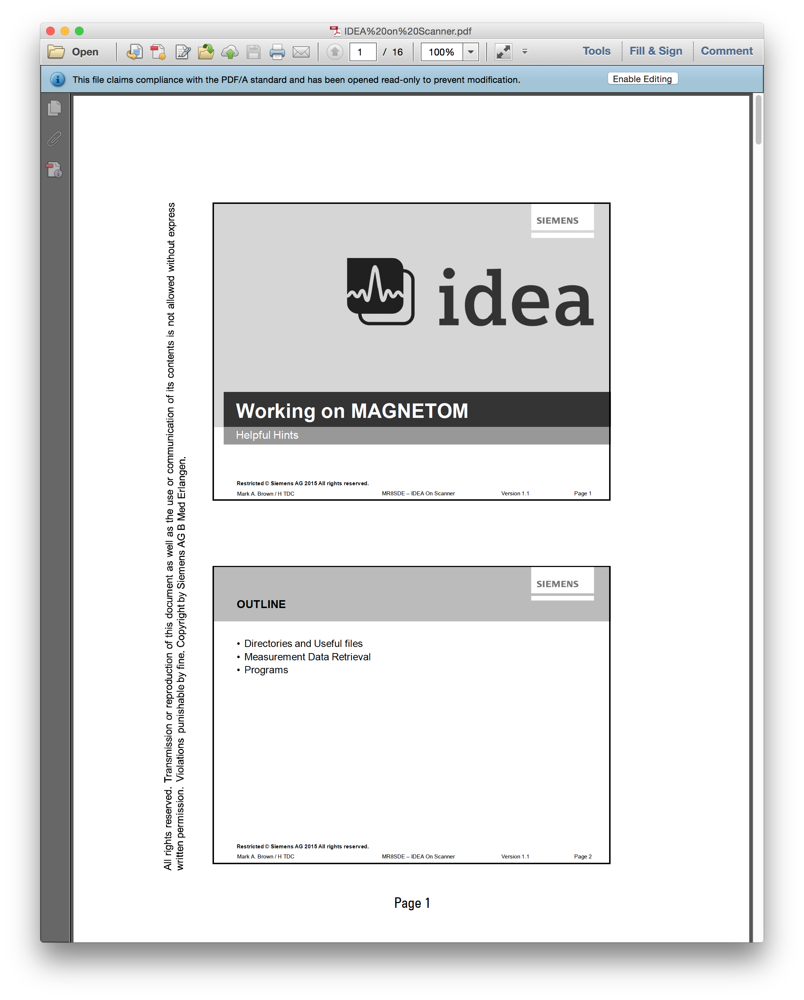 IDEA%20on%20Scanner.pdf
Open
1 / 16
100%
Tools
Fill & Sign
Comment
This file claims compliance with the PDF/A standard and has been opened read-only to prevent modification.
Enable Editing
All rights reserved. Transmission or reproduction of this document as well as the use or communication of its contents is not allowed without express
written permission. Violations punishable by fine. Copyright by Siemens AG B Med Erlangen.
SIEMENS
idea
Working on MAGNETOM
Helpful Hints
Restricted © Siemens AG 2015 All rights reserved.
Mark A. Brown / H TDC MR8SDE – IDEA On Scanner Version 1.1 Page 1
SIEMENS
OUTLINE
• Directories and Useful files
• Measurement Data Retrieval
• Programs
Restricted © Siemens AG 2015 All rights reserved.
Mark A. Brown / H TDC MR8SDE – IDEA On Scanner Version 1.1 Page 2
Page 1